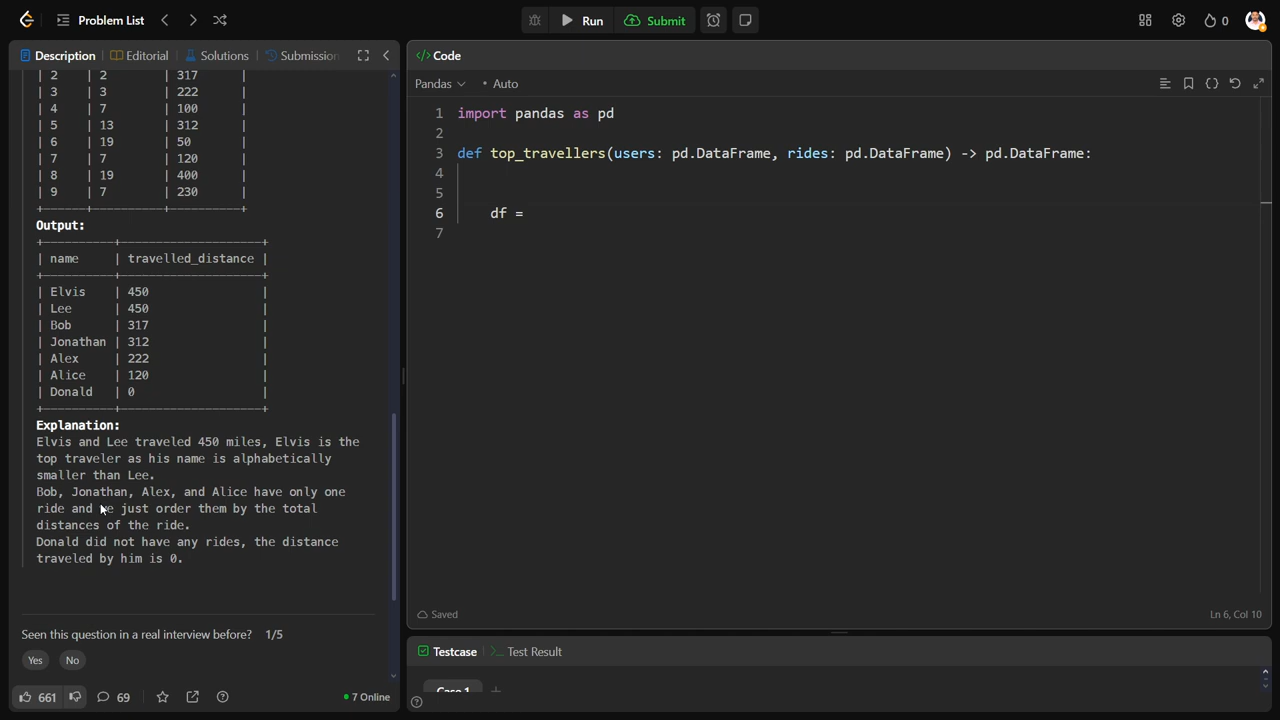 Problem List
Run
Submit
0
Description
Editorial
Solutions
Submission
Code
Pandas
Auto
| 2 | 2 | 317 |
| 3 | 3 | 222 |
| 4 | 7 | 100 |
| 5 | 13 | 312 |
| 6 | 19 | 50 |
| 7 | 7 | 120 |
| 8 | 19 | 400 |
| 9 | 7 | 230 |
+------+----------+----------+
Output:
+----------+--------------------+
| name | travelled_distance |
+----------+--------------------+
| Elvis | 450 |
| Lee | 450 |
| Bob | 317 |
| Jonathan | 312 |
| Alex | 222 |
| Alice | 120 |
| Donald | 0 |
+----------+--------------------+
Explanation:
Elvis and Lee traveled 450 miles, Elvis is the
top traveler as his name is alphabetically
smaller than Lee.
Bob, Jonathan, Alex, and Alice have only one
ride and we just order them by the total
distances of the ride.
Donald did not have any rides, the distance
traveled by him is 0.
Seen this question in a real interview before? 1/5
Yes
No
661
69
7 Online
1 import pandas as pd
2
3 def top_travellers(users: pd.DataFrame, rides: pd.DataFrame) -> pd.DataFrame:
4
5
6 df =
7
Saved
Ln 6, Col 10
Testcase
Test Result
Case 1